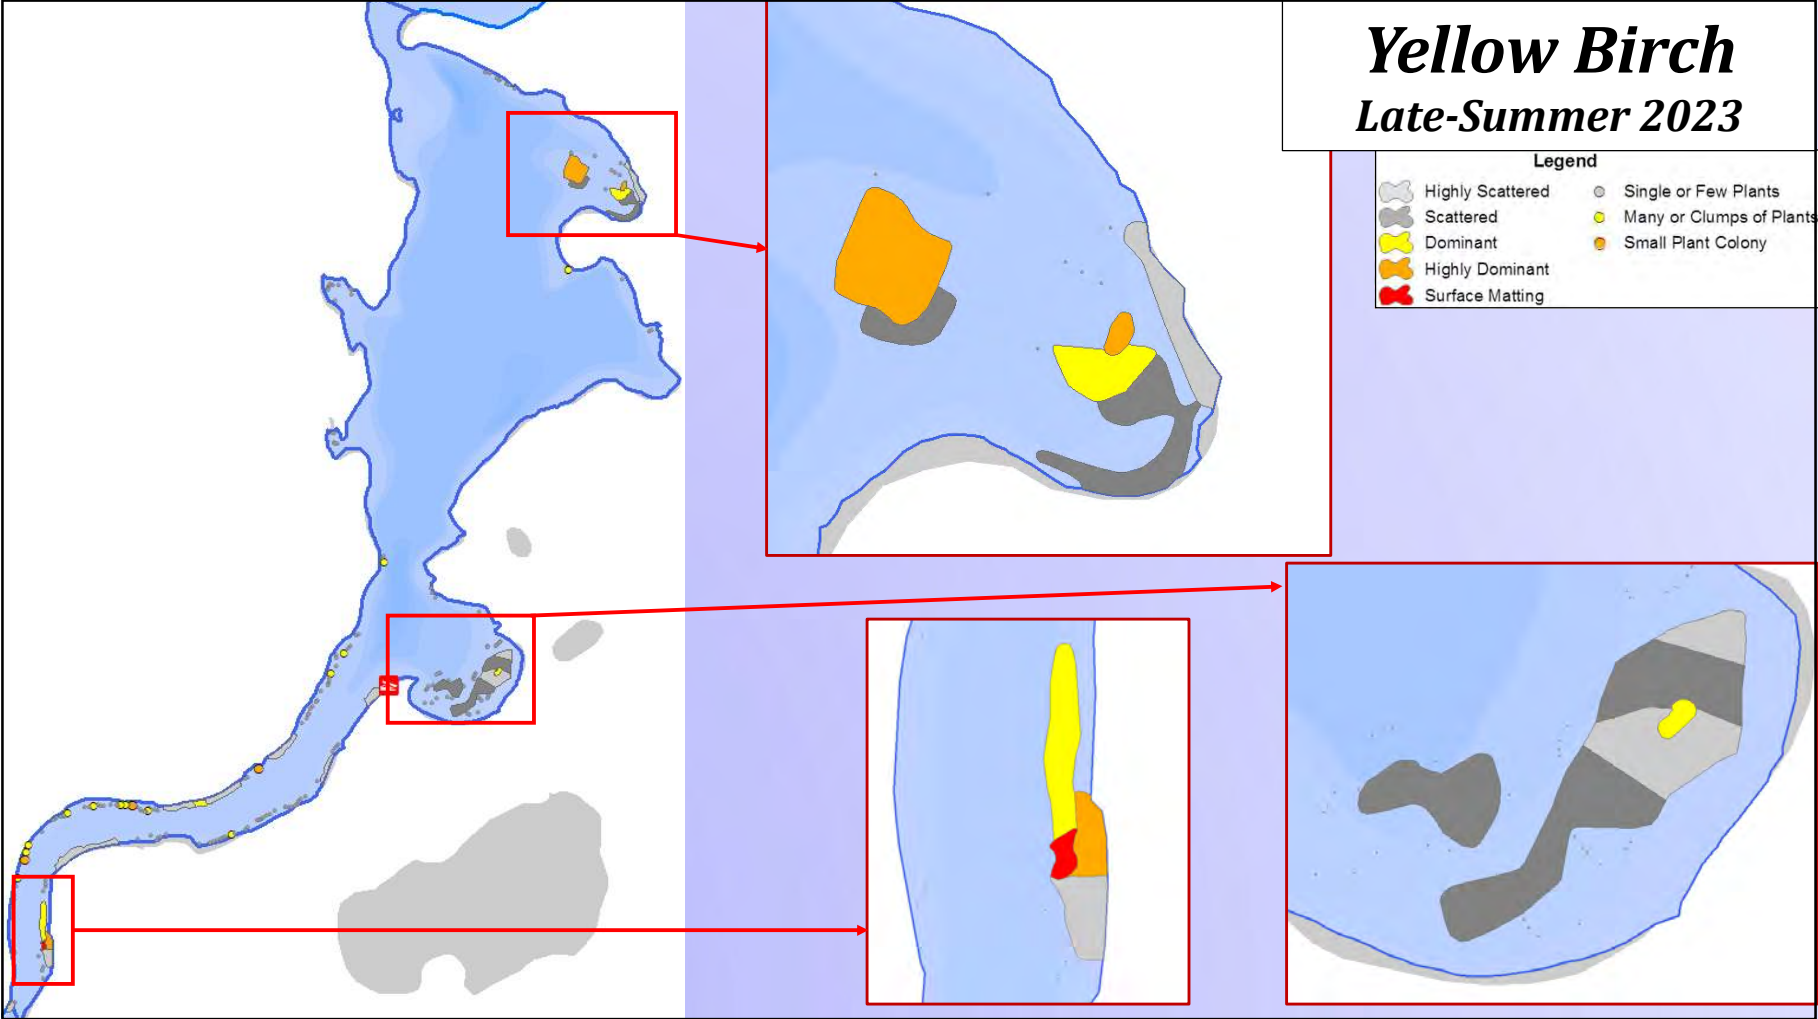 Yellow Birch
Late-Summer 2023
Legend
Highly Scattered
Scattered
Dominant
Highly Dominant
Surface Matting
Single or Few Plants
Many or Clumps of Plants
Small Plant Colony